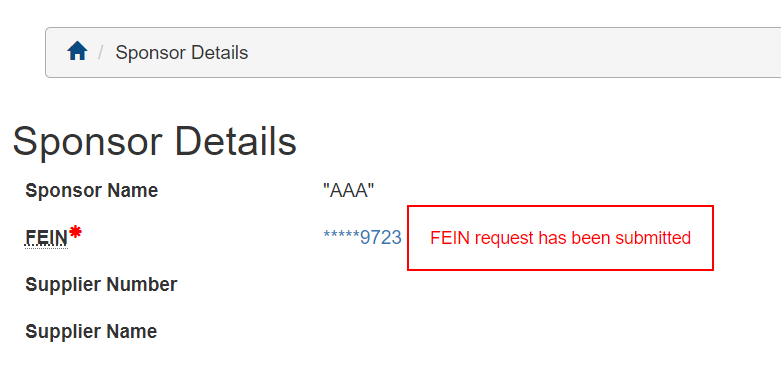 / Sponsor Details
Sponsor Details
Sponsor Name "AAA"
FEIN* *****9723 FEIN request has been submitted
Supplier Number
Supplier Name